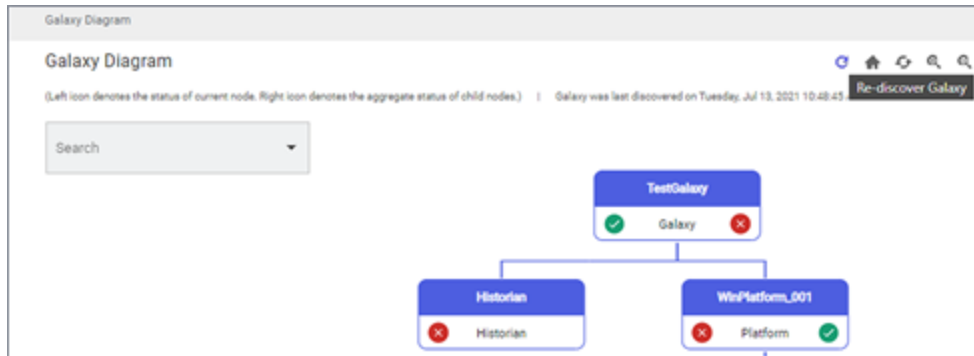 Galaxy Diagram
Galaxy Diagram
Re-discover Galaxy
(Left icon denotes the status of current node. Right icon denotes the aggregate status of child nodes.) | Galaxy was last discovered on Tuesday, Jul 13, 2021 10:48:45
Search
TestGalaxy
Galaxy
Historian
WinPlatform_001
Historian
Platform